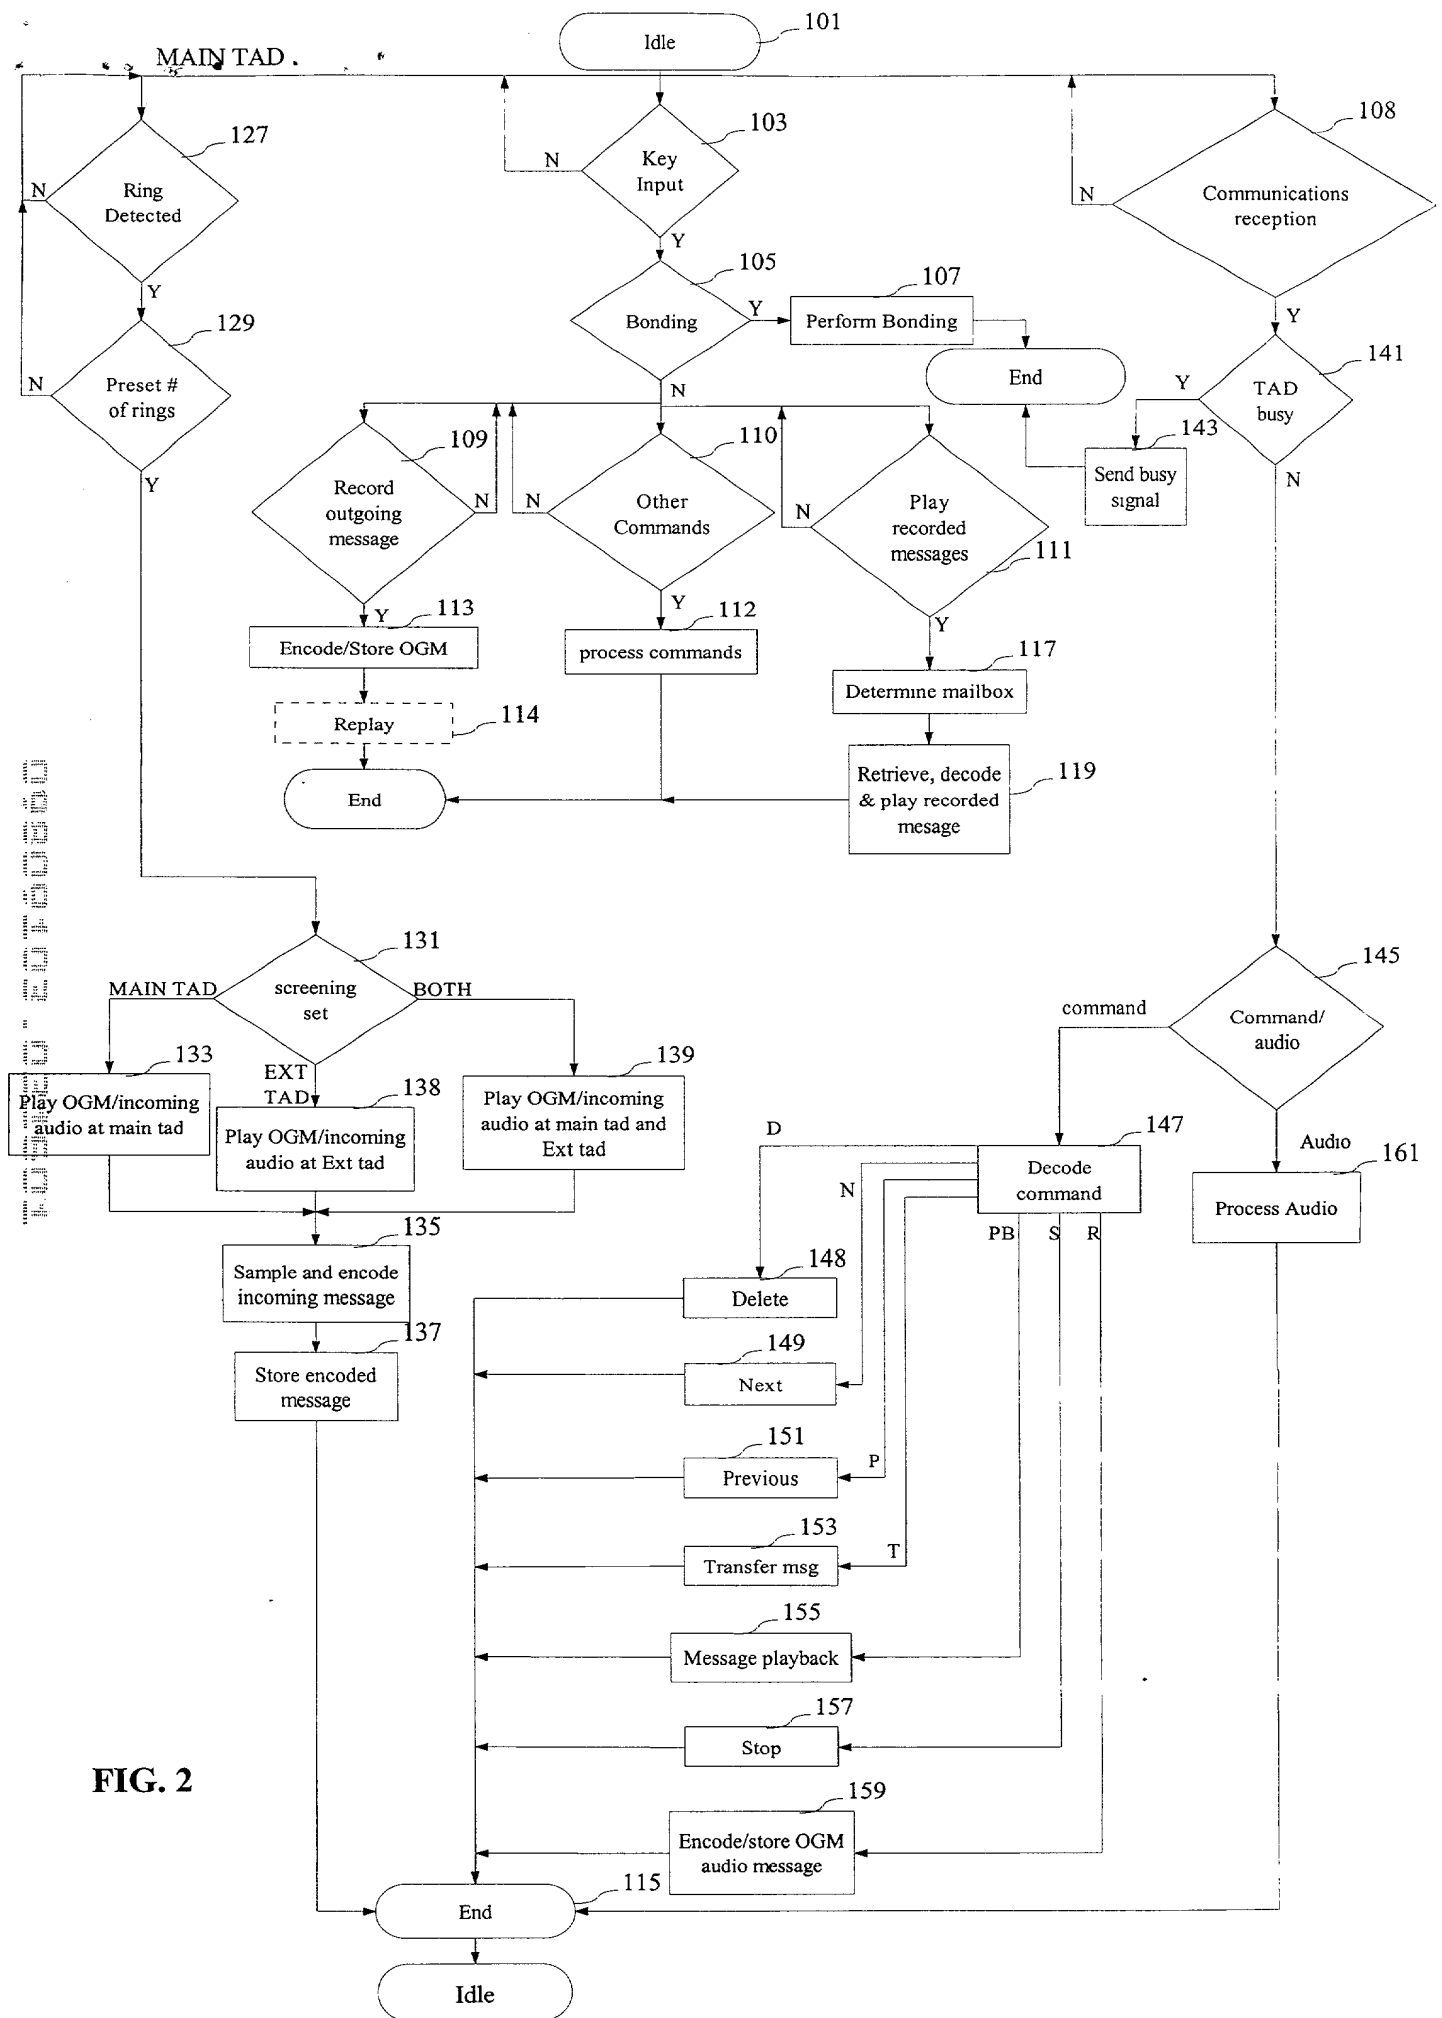 101
Idle
MAIN TAD
127
103
108
Ring
Detected
N
Key
Input
N
Communications
reception
N
Y
Y
Y
129
105
107
141
Preset #
of rings
N
Bonding
Y
Perform Bonding
End
TAD
busy
Y
N
N
Y
109
110
143
Record
outgoing
message
N
Other
Commands
N
Play
recorded
messages
N
111
Send busy
signal
Y
Y
Y
113
112
117
Encode/Store OGM
process commands
Determine mailbox
Replay
114
119
End
Retrieve, decode
& play recorded
mesage
131
145
MAIN TAD
screening
set
BOTH
command
Command/
audio
133
EXT
TAD
138
139
Play OGM/incoming
audio at main tad
Play OGM/incoming
audio at Ext tad
Play OGM/incoming
audio at main tad and
Ext tad
D
147
Audio
161
N
Decode
command
Process Audio
PB
S
R
135
148
Sample and encode
incoming message
Delete
137
149
Store encoded
message
Next
151
P
Previous
153
T
Transfer msg
155
Message playback
157
Stop
FIG. 2
159
Encode/store OGM
audio message
115
End
Idle